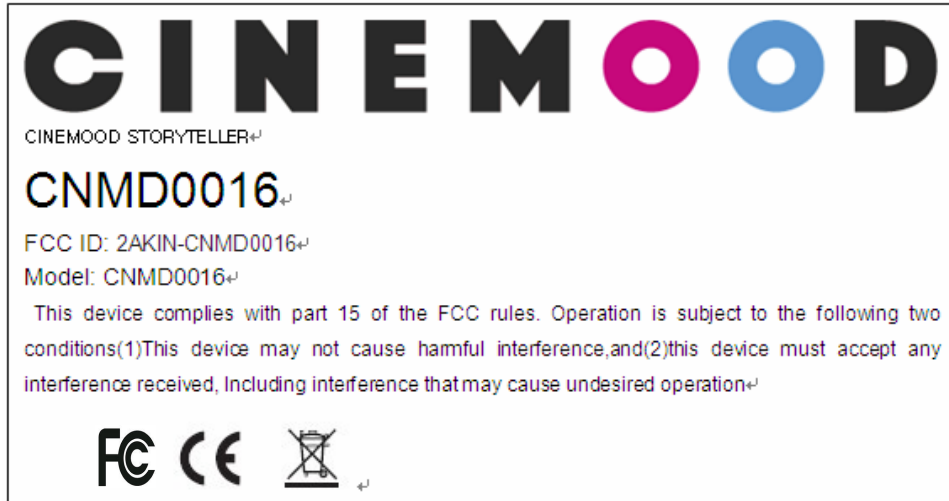 CINEMOOD
CINEMOOD STORYTELLER↵
CNMD0016↵
FCC ID: 2AKIN-CNMD0016↵
Model: CNMD0016↵
This device complies with part 15 of the FCC rules. Operation is subject to the following two
conditions(1)This device may not cause harmful interference,and(2)this device must accept any
interference received, Including interference that may cause undesired operation↵
FC CE ↵